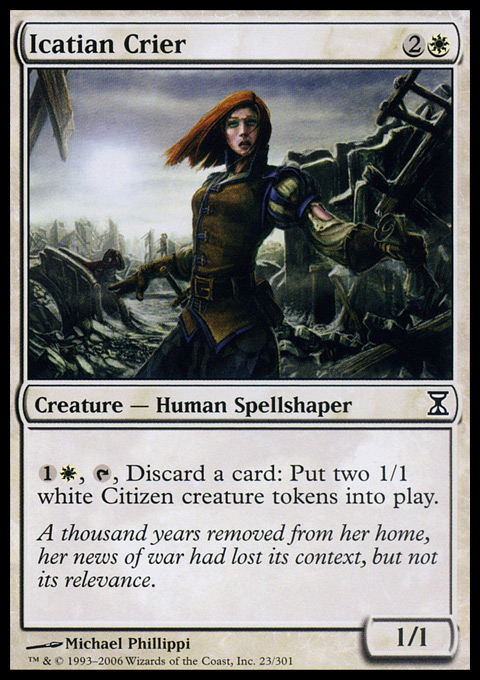 Icatian Crier 2
Creature — Human Spellshaper
1, , Discard a card: Put two 1/1
white Citizen creature tokens into play.
A thousand years removed from her home,
her news of war had lost its context, but not
its relevance.
Michael Phillippi
™ & © 1993–2006 Wizards of the Coast, Inc. 23/301
1/1